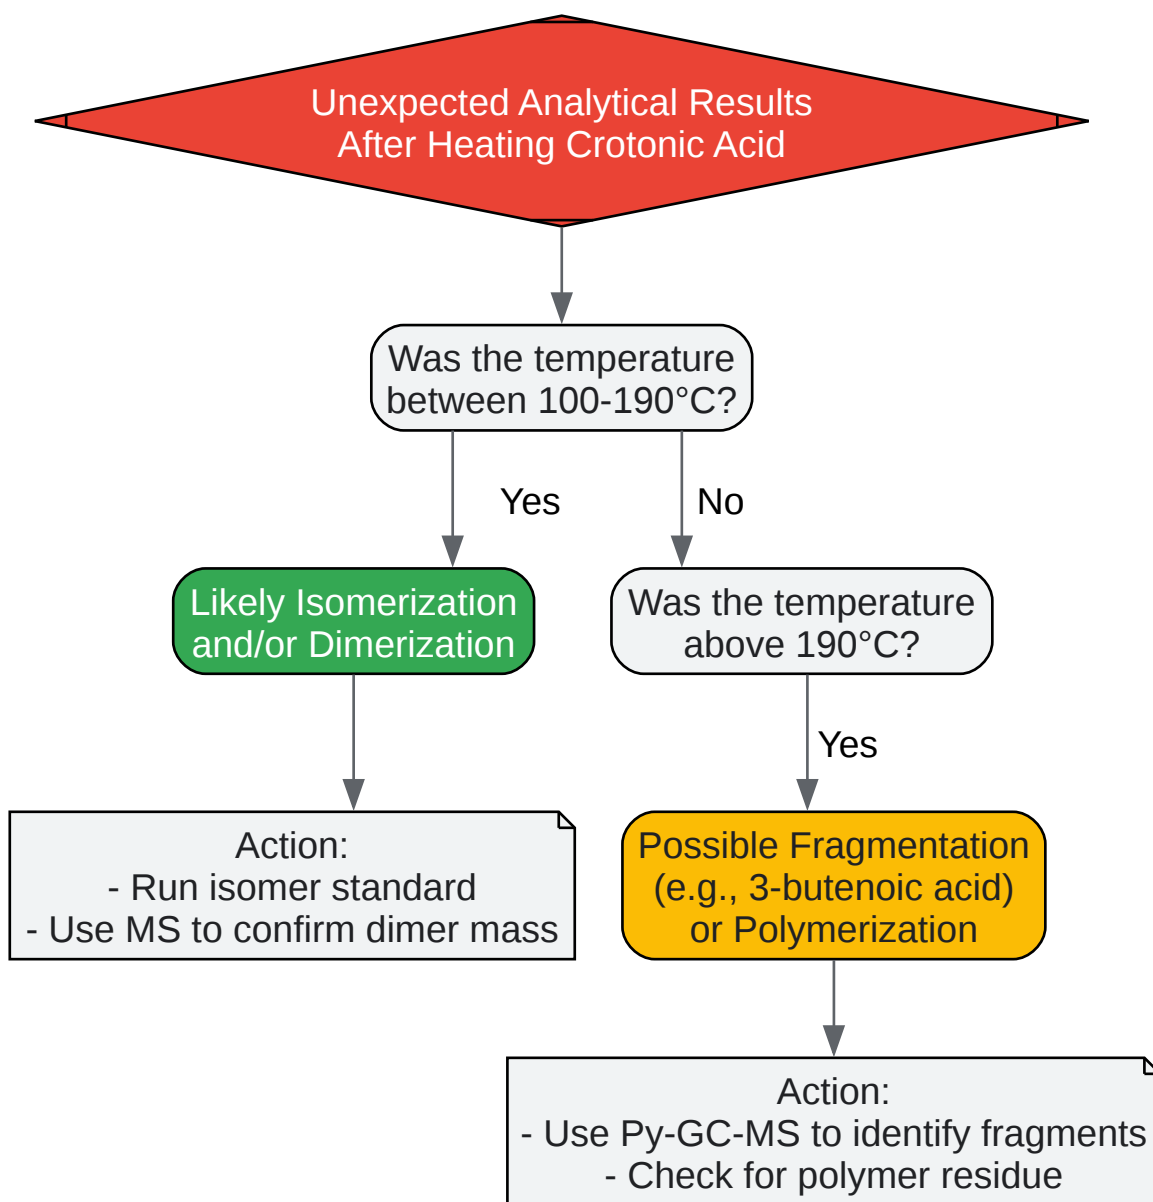 Unexpected Analytical Results
After Heating Crotonic Acid
Was the temperature
between 100-190°C?
Yes
No
Likely Isomerization
and/or Dimerization
Was the temperature
above 190°C?
Yes
Action:
- Run isomer standard
- Use MS to confirm dimer mass
Possible Fragmentation
(e.g., 3-butenoic acid)
or Polymerization
Action:
- Use Py-GC-MS to identify fragments
- Check for polymer residue